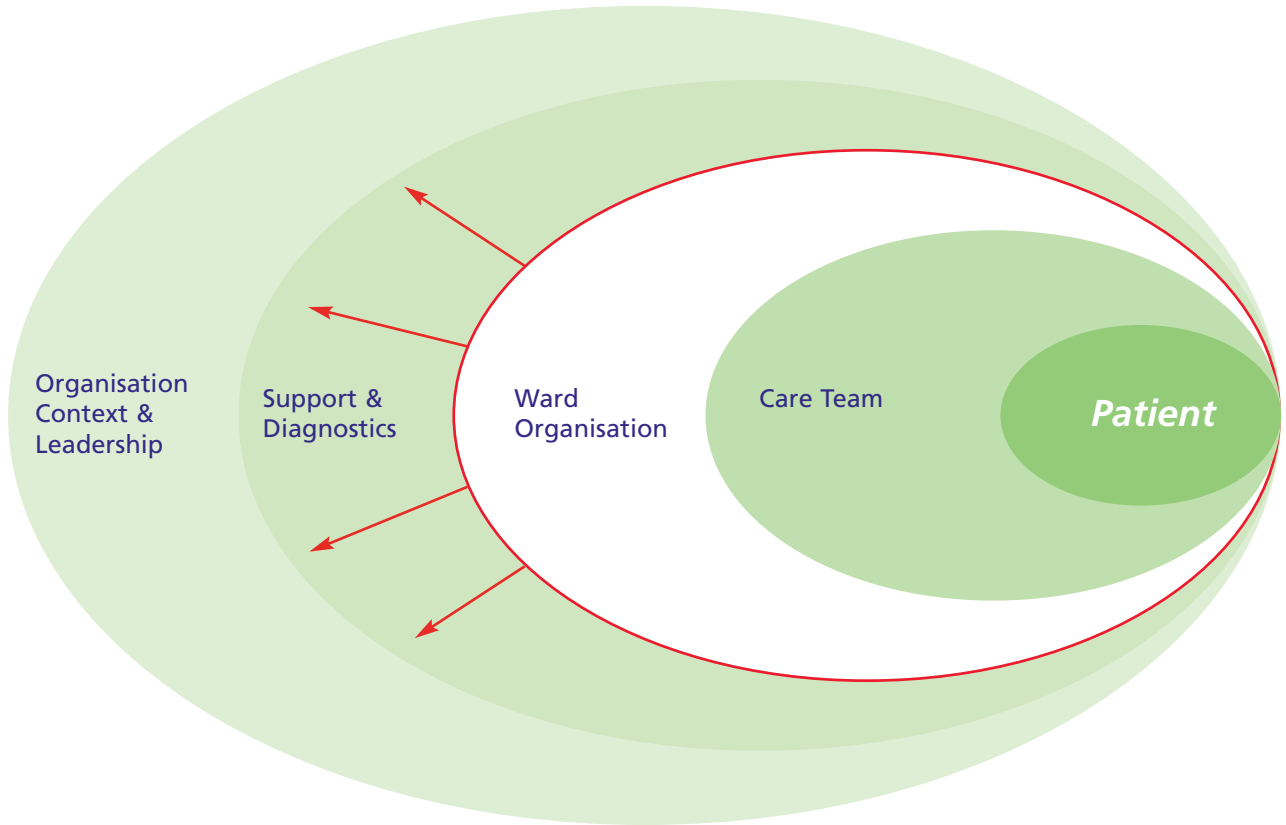 Organisation
Context &
Leadership
Support &
Diagnostics
Ward
Organisation
Care Team
Patient